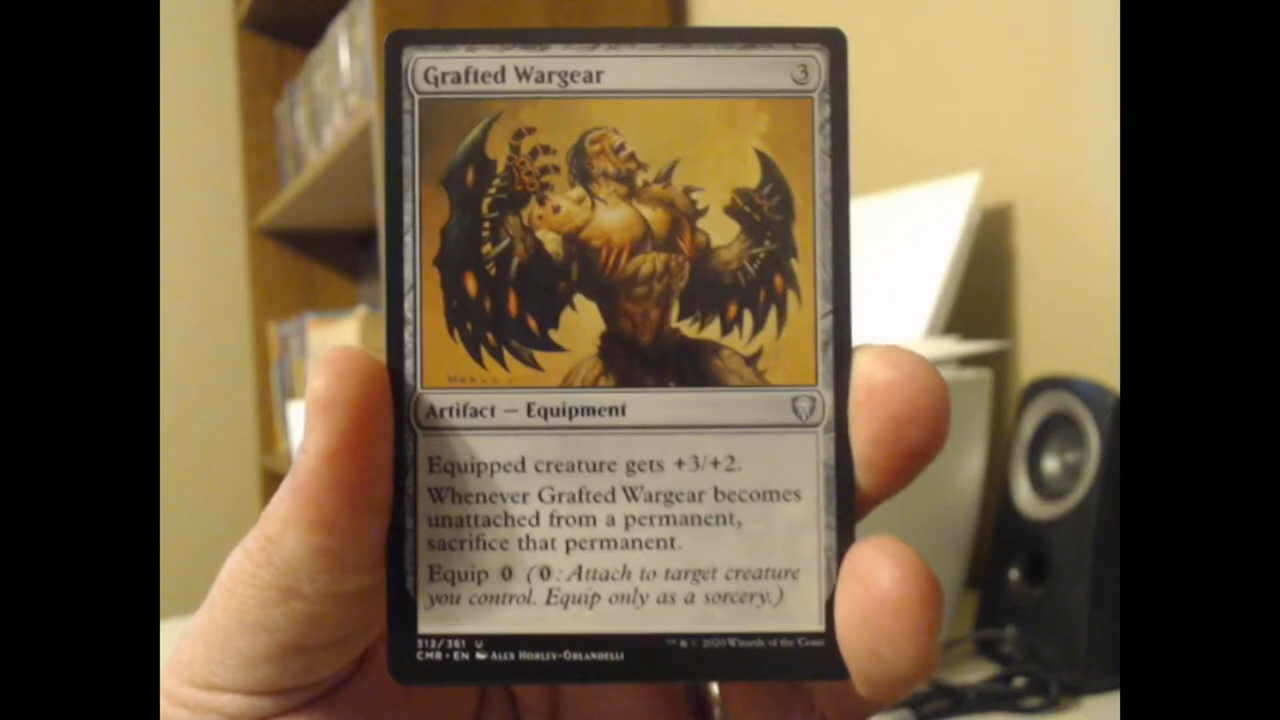 Grafted Wargear 3
Artifact — Equipment
Equipped creature gets +3/+2.
Whenever Grafted Wargear becomes
unattached from a permanent,
sacrifice that permanent.
Equip 0 (0: Attach to target creature
you control. Equip only as a sorcery.)
312/361 U
™ & © 2020 Wizards of the Coast
CMR • EN Alex Horley-Orlandelli